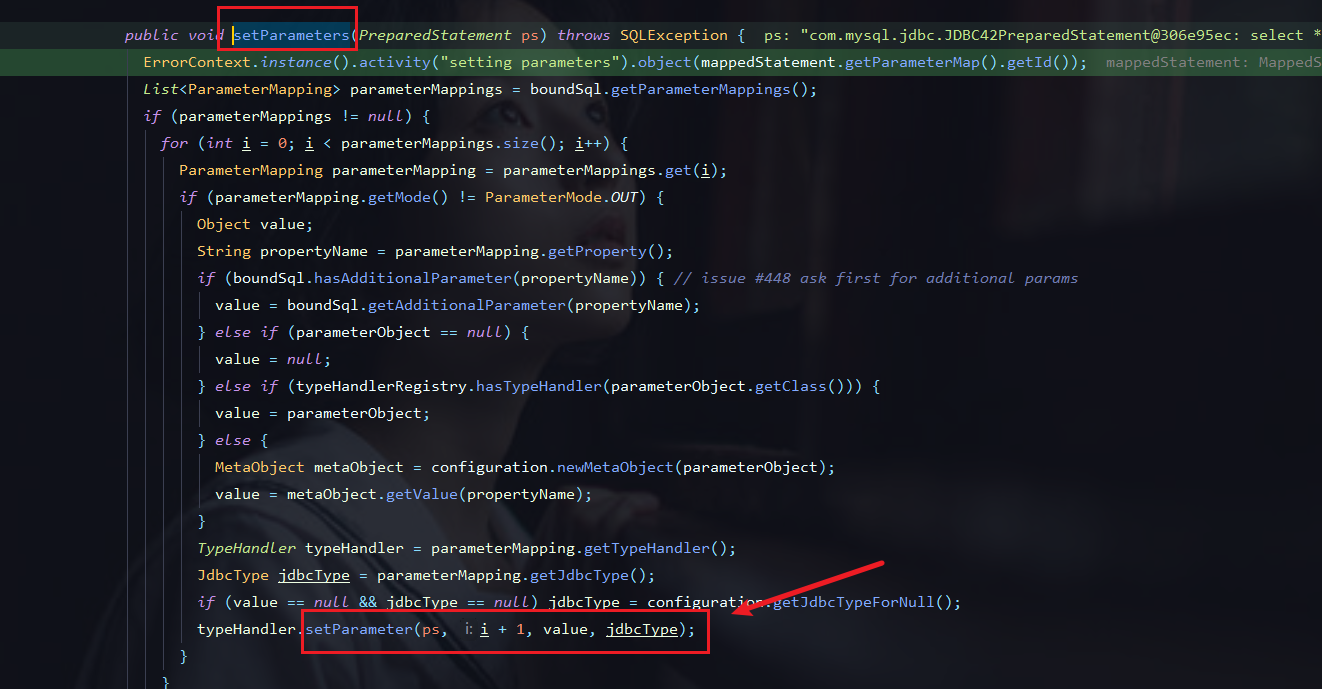 public void setParameters(PreparedStatement ps) throws SQLException {  ps: "com.mysql.jdbc.JDBC42PreparedStatement@306e95ec: select *
ErrorContext.instance().activity("setting parameters").object(mappedStatement.getParameterMap().getId());  mappedStatement: MappedS
List<ParameterMapping> parameterMappings = boundSql.getParameterMappings();
if (parameterMappings != null) {
for (int i = 0; i < parameterMappings.size(); i++) {
ParameterMapping parameterMapping = parameterMappings.get(i);
if (parameterMapping.getMode() != ParameterMode.OUT) {
Object value;
String propertyName = parameterMapping.getProperty();
if (boundSql.hasAdditionalParameter(propertyName)) { // issue #448 ask first for additional params
value = boundSql.getAdditionalParameter(propertyName);
} else if (parameterObject == null) {
value = null;
} else if (typeHandlerRegistry.hasTypeHandler(parameterObject.getClass())) {
value = parameterObject;
} else {
MetaObject metaObject = configuration.newMetaObject(parameterObject);
value = metaObject.getValue(propertyName);
}
TypeHandler typeHandler = parameterMapping.getTypeHandler();
JdbcType jdbcType = parameterMapping.getJdbcType();
if (value == null && jdbcType == null) jdbcType = configuration.getJdbcTypeForNull();
typeHandler.setParameter(ps, i: i + 1, value, jdbcType);
}
}